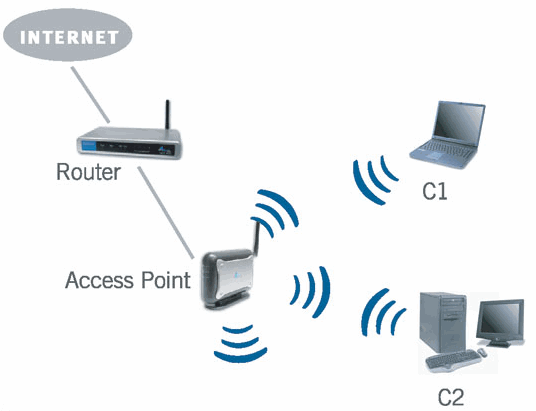 INTERNET
Router
C1
Access Point
C2